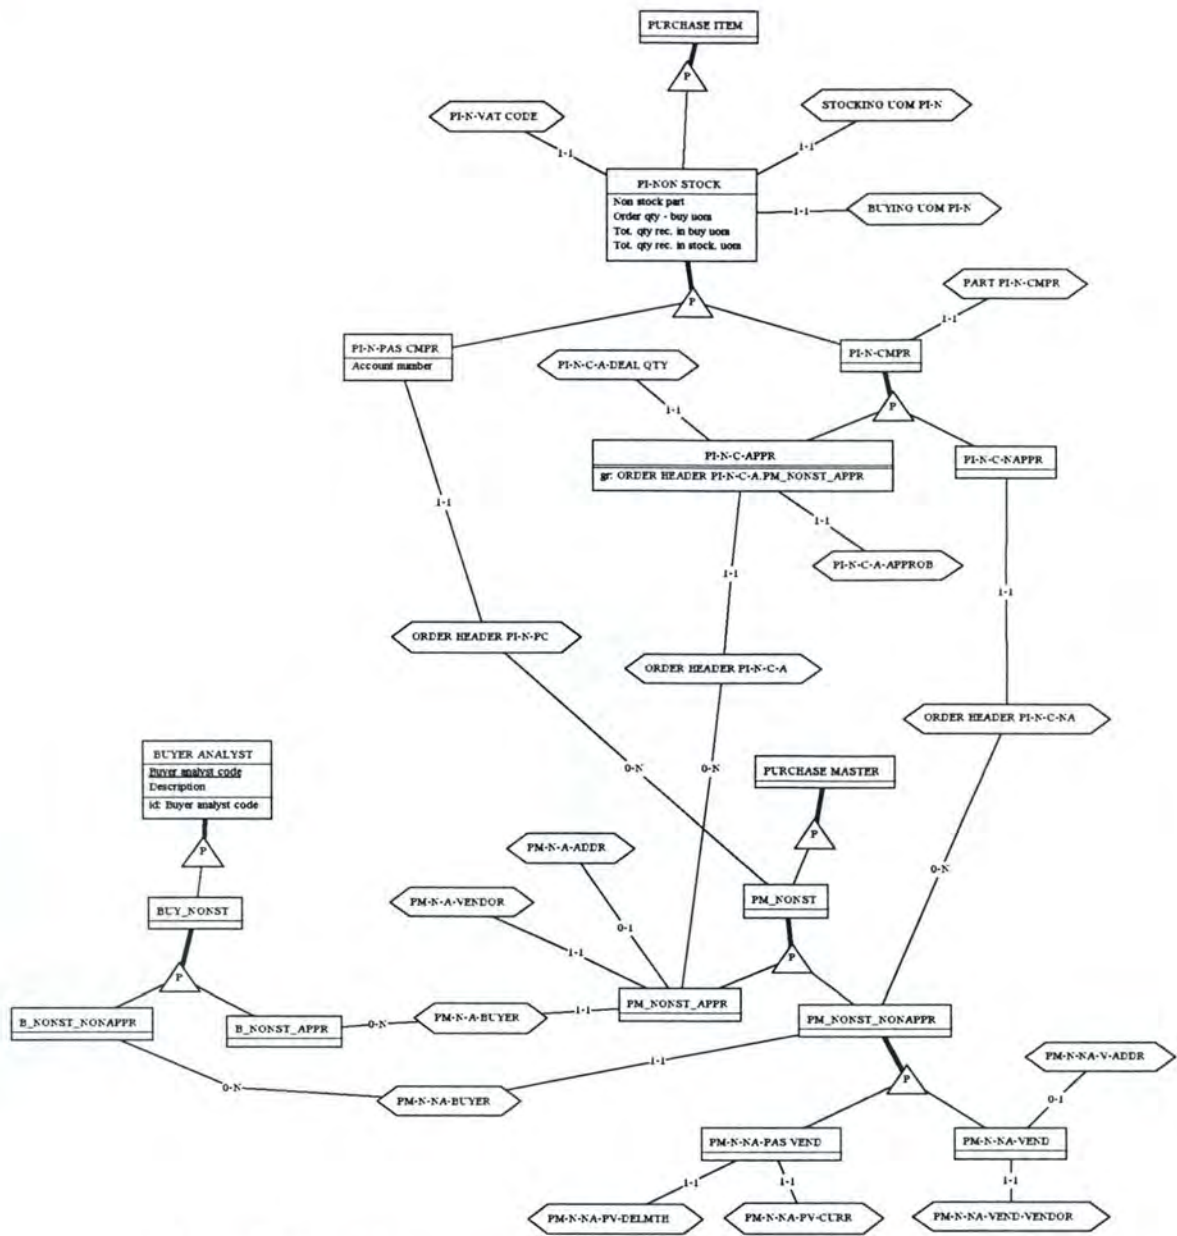 PURCHASE ITEM
P
PI-N-VAT CODE
STOCKING UOM PI-N
1-1
1-1
PI-NON STOCK
Non stock part
Order qty - buy uom
Tot. qty rec. in buy uom
Tot. qty rec. in stock. uom
1-1
BUYING UOM PI-N
P
PART PI-N-CMPR
1-1
PI-N-PAS CMPR
Account number
PI-N-CMPR
PI-N-C-A-DEAL QTY
1-1
P
PI-N-C-APPR
gr: ORDER HEADER PI-N-C-A.PM_NONST_APPR
PI-N-C-NAPPR
1-1
1-1
PI-N-C-A-APPROB
1-1
1-1
ORDER HEADER PI-N-PC
ORDER HEADER PI-N-C-A
ORDER HEADER PI-N-C-NA
BUYER ANALYST
Buyer analyst code
Description
id: Buyer analyst code
0-N
0-N
PURCHASE MASTER
P
P
PM-N-A-ADDR
0-N
BUY_NONST
PM-N-A-VENDOR
PM_NONST
0-1
1-1
P
P
B_NONST_NONAPPR
B_NONST_APPR
0-N
PM-N-A-BUYER
1-1
PM_NONST_APPR
PM_NONST_NONAPPR
0-N
PM-N-NA-BUYER
1-1
P
PM-N-NA-V-ADDR
0-1
PM-N-NA-PAS VEND
PM-N-NA-VEND
1-1
1-1
1-1
PM-N-NA-PV-DELMTH
PM-N-NA-PV-CURR
PM-N-NA-VEND-VENDOR